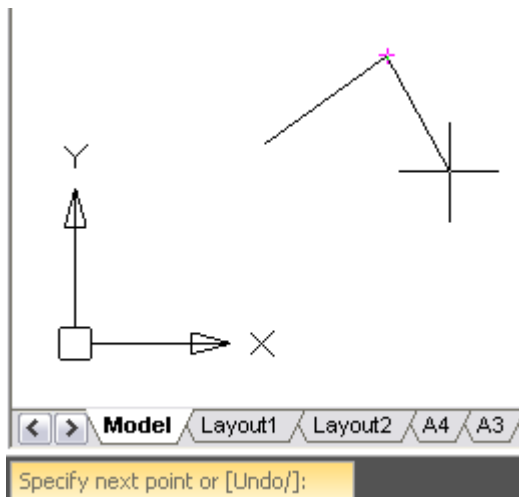 Y
X
Model Layout1 Layout2 A4 A3
Specify next point or [Undo/]: